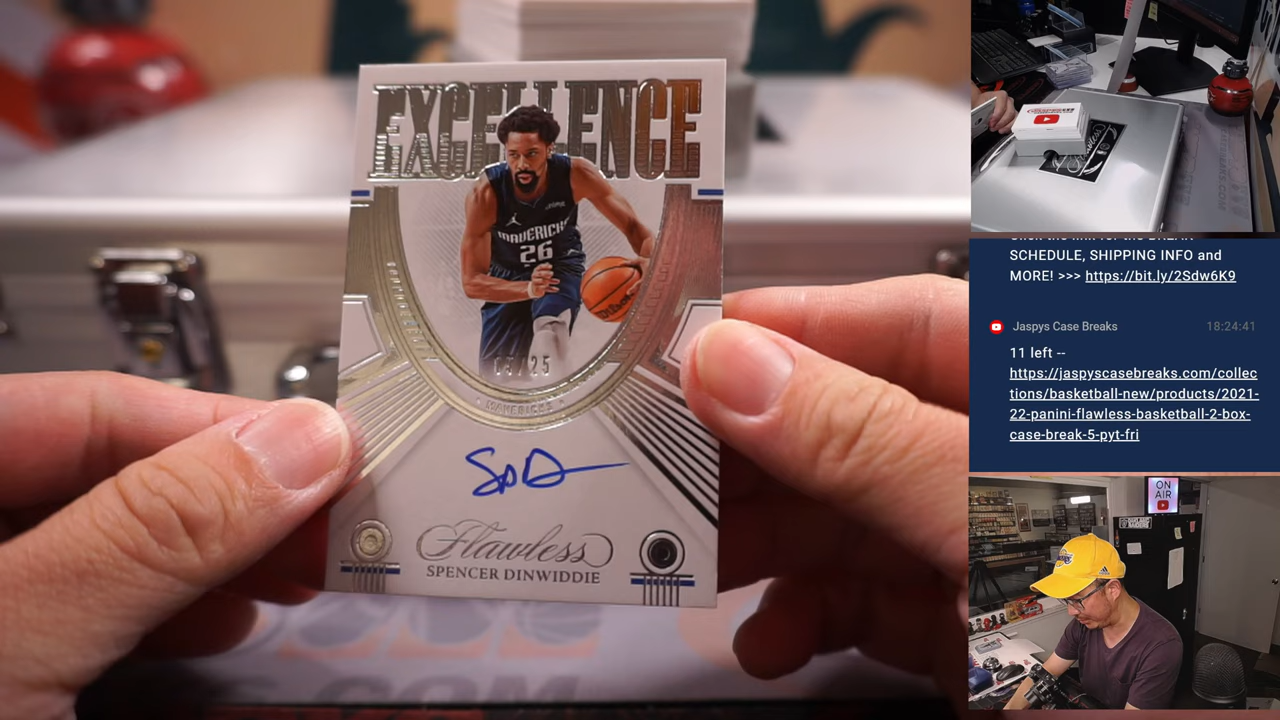 EXCELLENCE
MAVERICKS
26
/25
MAVERICKS
Flawless
SPENCER DINWIDDIE
SCHEDULE, SHIPPING INFO and
MORE! >>> https://bit.ly/2Sdw6K9
Jaspys Case Breaks 18:24:41
11 left --
https://jaspyscasebreaks.com/collec
tions/basketball-new/products/2021-
22-panini-flawless-basketball-2-box-
case-break-5-pyt-fri
ON
AIR